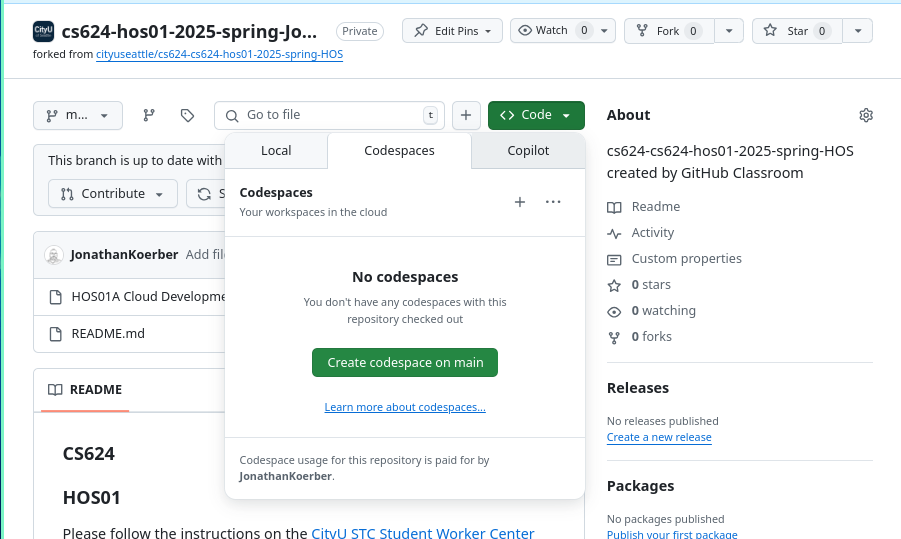 CityU
cs624-hos01-2025-spring-Jo...
Private
Edit Pins
Watch 0
Fork 0
Star 0
forked from cityuseattle/cs624-cs624-hos01-2025-spring-HOS
m...
Go to file
t
Code
This branch is up to date with
Contribute
S
Local
Codespaces
Copilot
Codespaces
Your workspaces in the cloud
No codespaces
You don't have any codespaces with this
repository checked out
Create codespace on main
Learn more about codespaces...
Codespace usage for this repository is paid for by
JonathanKoerber.
JonathanKoerber Add fil
HOS01A Cloud Developme
README.md
README
CS624
HOS01
Please follow the instructions on the CityU STC Student Worker Center
About
cs624-cs624-hos01-2025-spring-HOS
created by GitHub Classroom
Readme
Activity
Custom properties
0 stars
0 watching
0 forks
Releases
No releases published
Create a new release
Packages
No packages published
Publish your first package